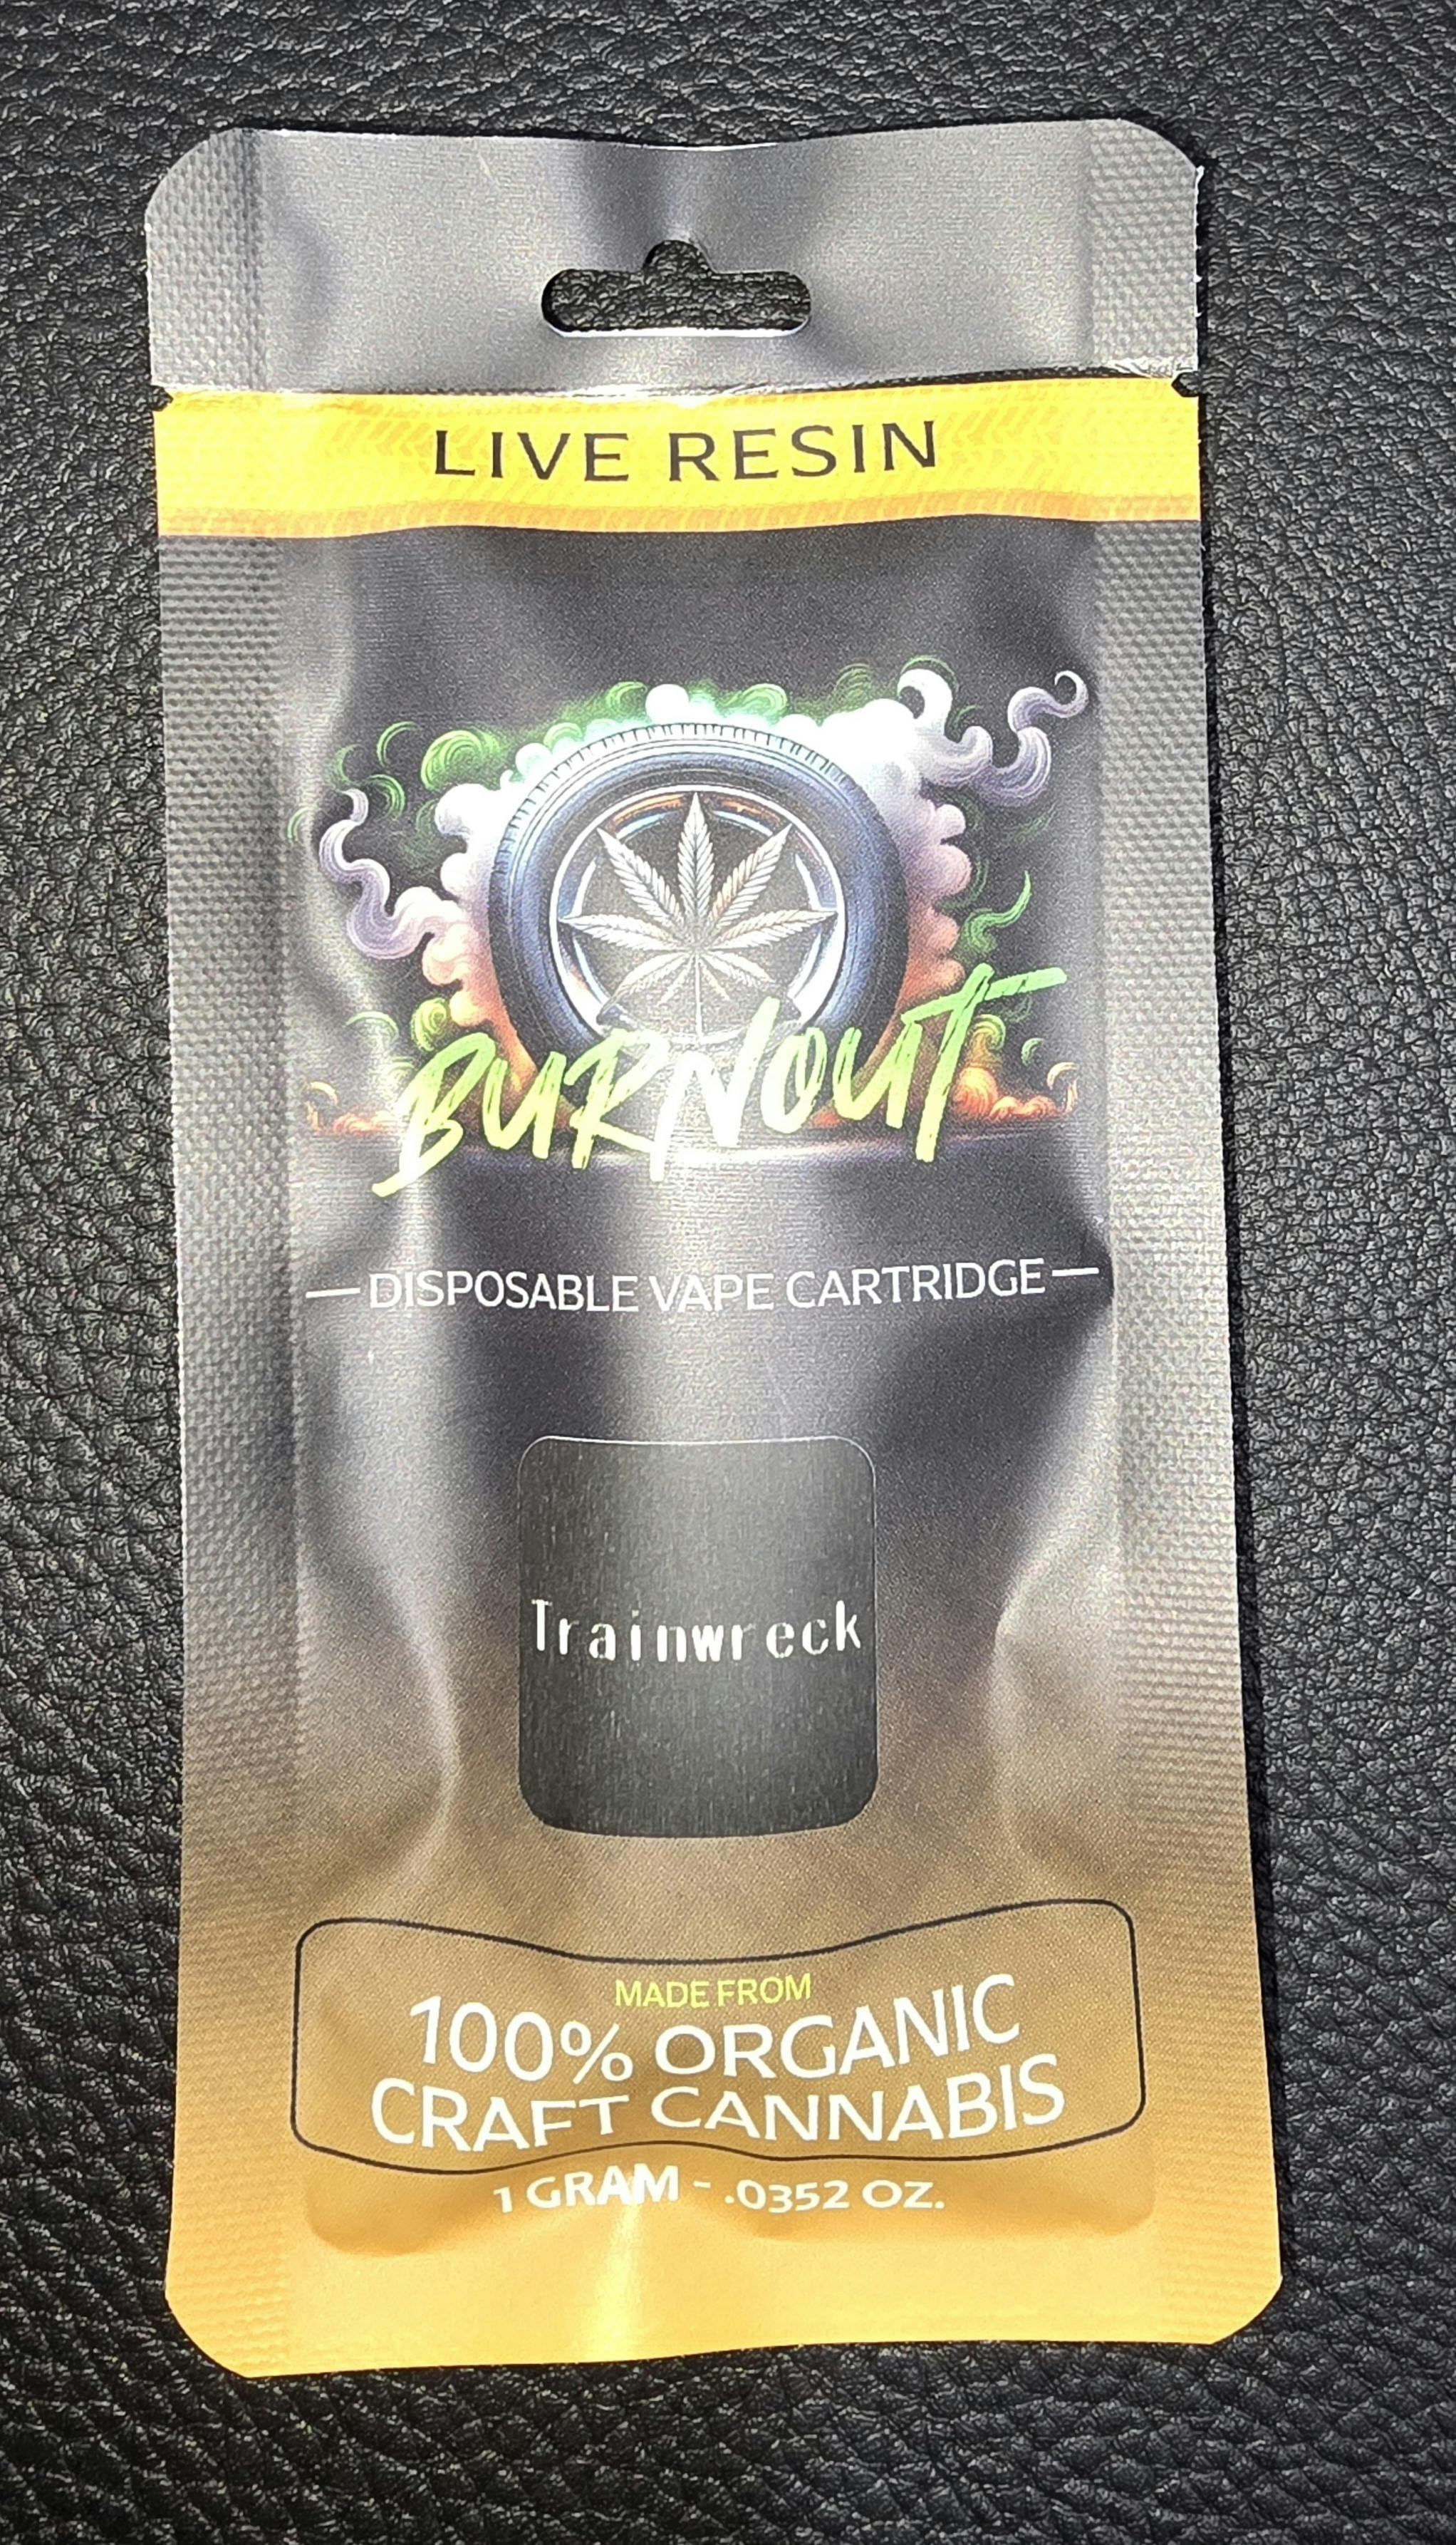 LIVE RESIN
BURNOUT
—DISPOSABLE VAPE CARTRIDGE—
Trainwreck
MADE FROM
100% ORGANIC
CRAFT CANNABIS
1 GRAM - .0352 OZ.